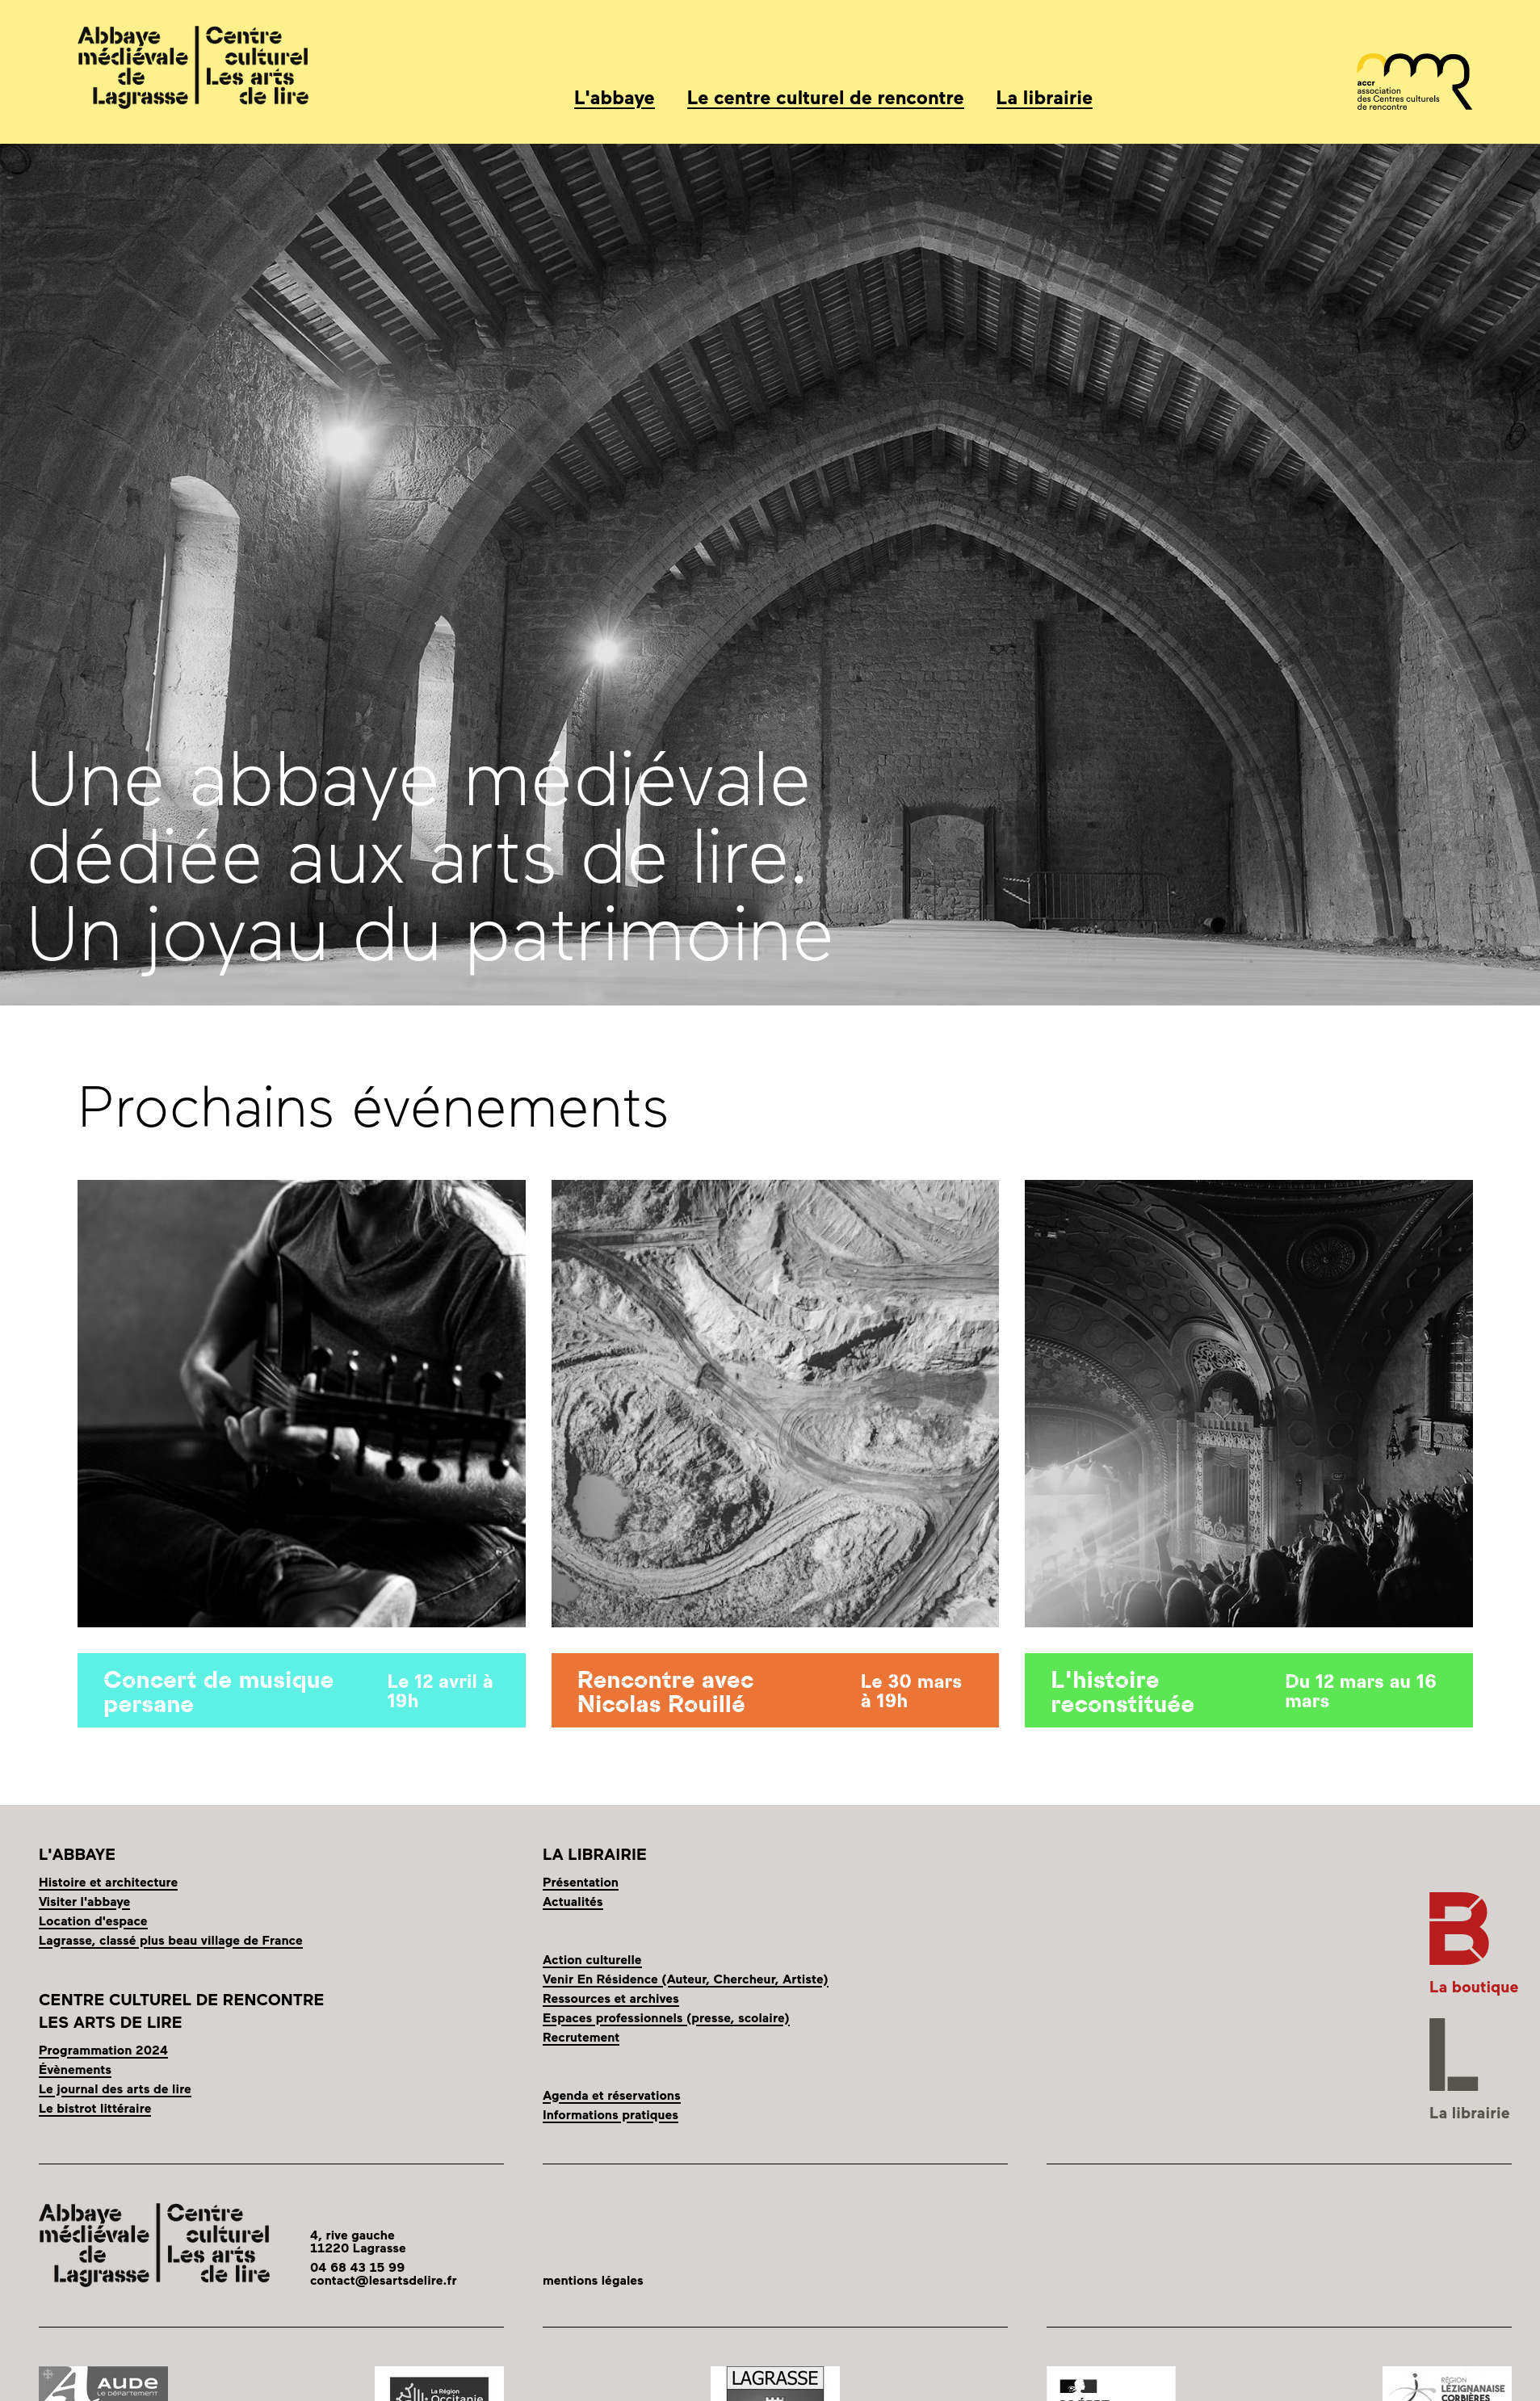 Abbaye
médiévale
de
Lagrasse
Centre
culturel
Les arts
de lire
L'abbaye
Le centre culturel de rencontre
La librairie
accr
association
des Centres culturels
de rencontre
Une abbaye médiévale
dédiée aux arts de lire.
Un joyau du patrimoine
Prochains événements
Concert de musique
persane
Le 12 avril à
19h
Rencontre avec
Nicolas Rouillé
Le 30 mars
à 19h
L'histoire
reconstituée
Du 12 mars au 16
mars
L'ABBAYE
Histoire et architecture
Visiter l'abbaye
Location d'espace
Lagrasse, classé plus beau village de France
CENTRE CULTUREL DE RENCONTRE
LES ARTS DE LIRE
Programmation 2024
Évènements
Le journal des arts de lire
Le bistrot littéraire
LA LIBRAIRIE
Présentation
Actualités
Action culturelle
Venir En Résidence (Auteur, Chercheur, Artiste)
Ressources et archives
Espaces professionnels (presse, scolaire)
Recrutement
Agenda et réservations
Informations pratiques
B
La boutique
L
La librairie
Abbaye
médiévale
de
Lagrasse
Centre
culturel
Les arts
de lire
4, rive gauche
11220 Lagrasse
04 68 43 15 99
contact@lesartsdelire.fr
mentions légales
AUDE
LE DÉPARTEMENT
La Région
Occitanie
LAGRASSE
RÉGION
LÉZIGNANAISE
CORBIÈRES